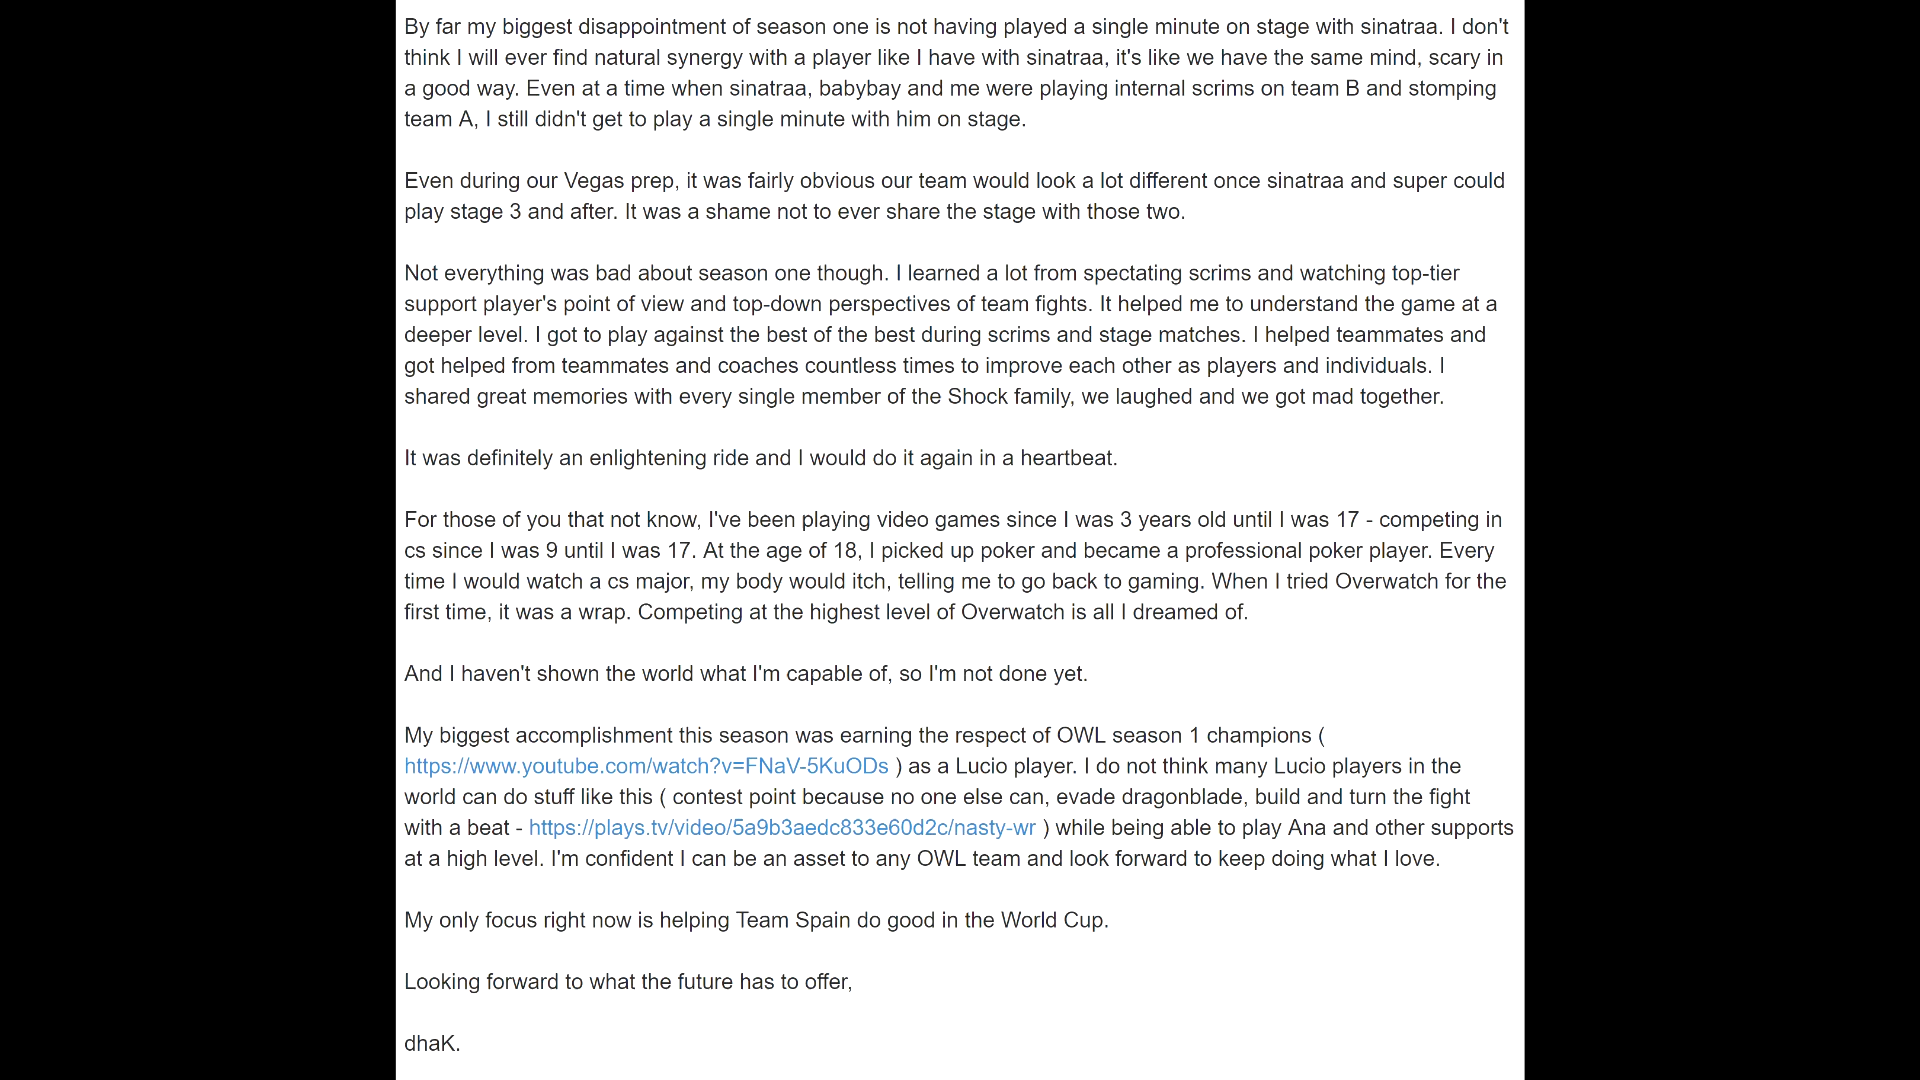 By far my biggest disappointment of season one is not having played a single minute on stage with sinatraa. I don't
think I will ever find natural synergy with a player like I have with sinatraa, it's like we have the same mind, scary in
a good way. Even at a time when sinatraa, babybay and me were playing internal scrims on team B and stomping
team A, I still didn't get to play a single minute with him on stage.
Even during our Vegas prep, it was fairly obvious our team would look a lot different once sinatraa and super could
play stage 3 and after. It was a shame not to ever share the stage with those two.
Not everything was bad about season one though. I learned a lot from spectating scrims and watching top-tier
support player's point of view and top-down perspectives of team fights. It helped me to understand the game at a
deeper level. I got to play against the best of the best during scrims and stage matches. I helped teammates and
got helped from teammates and coaches countless times to improve each other as players and individuals. I
shared great memories with every single member of the Shock family, we laughed and we got mad together.
It was definitely an enlightening ride and I would do it again in a heartbeat.
For those of you that not know, I've been playing video games since I was 3 years old until I was 17 - competing in
cs since I was 9 until I was 17. At the age of 18, I picked up poker and became a professional poker player. Every
time I would watch a cs major, my body would itch, telling me to go back to gaming. When I tried Overwatch for the
first time, it was a wrap. Competing at the highest level of Overwatch is all I dreamed of.
And I haven't shown the world what I'm capable of, so I'm not done yet.
My biggest accomplishment this season was earning the respect of OWL season 1 champions (
https://www.youtube.com/watch?v=FNaV-5KuODs ) as a Lucio player. I do not think many Lucio players in the
world can do stuff like this ( contest point because no one else can, evade dragonblade, build and turn the fight
with a beat - https://plays.tv/video/5a9b3aedc833e60d2c/nasty-wr ) while being able to play Ana and other supports
at a high level. I'm confident I can be an asset to any OWL team and look forward to keep doing what I love.
My only focus right now is helping Team Spain do good in the World Cup.
Looking forward to what the future has to offer,
dhaK.